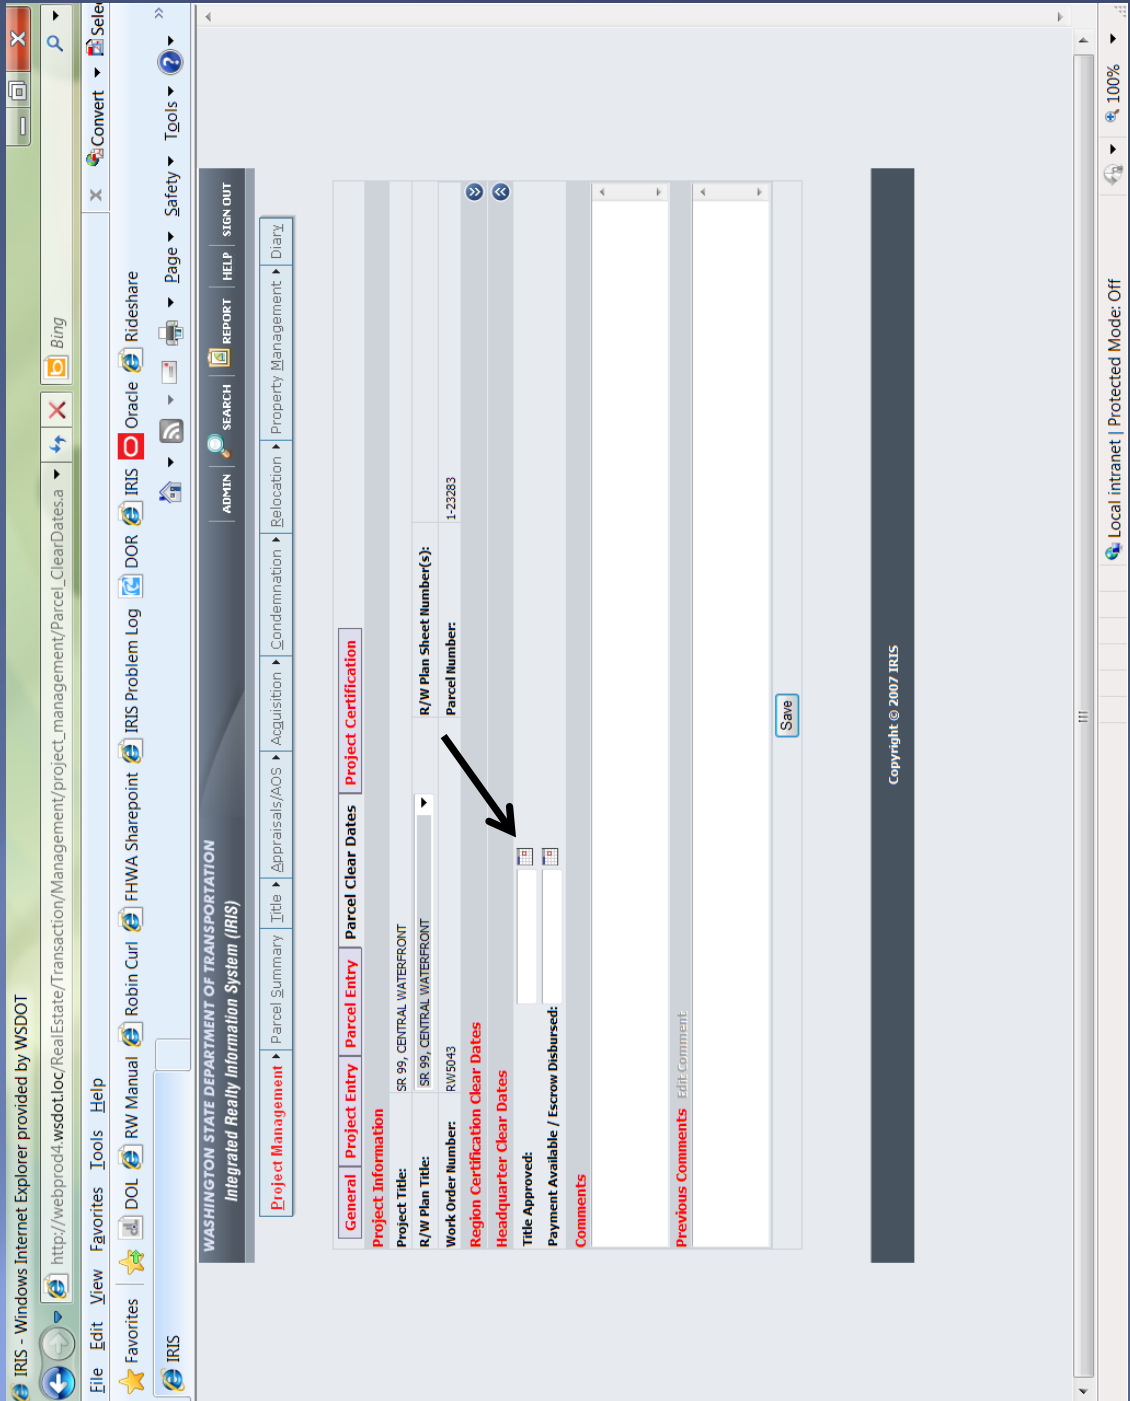 IRIS - Windows Internet Explorer provided by WSDOT
http://webprod4.wsdot.loc/RealEstate/Transaction/Management/project_management/Parcel_ClearDates.a
Bing
File Edit View Favorites Tools Help
Convert
Favorites DOL RW Manual Robin Curl FHWA Sharepoint IRIS Problem Log DOR IRIS Oracle Rideshare
IRIS
Page Safety Tools
WASHINGTON STATE DEPARTMENT OF TRANSPORTATION
Integrated Realty Information System (IRIS)
ADMIN SEARCH REPORT HELP SIGN OUT
Project Management Parcel Summary Title Appraisals/AOS Acquisition Condemnation Relocation Property Management Diary
General Project Entry Parcel Entry Parcel Clear Dates Project Certification
Project Information
Project Title: SR 99, CENTRAL WATERFRONT
R/W Plan Title: SR 99, CENTRAL WATERFRONT R/W Plan Sheet Number(s):
Work Order Number: RW5043 Parcel Number: 1-23283
Region Certification Clear Dates
Headquarter Clear Dates
Title Approved:
Payment Available / Escrow Disbursed:
Comments
Previous Comments Edit Comment
Save
Copyright © 2007 IRIS
Local intranet | Protected Mode: Off
100%